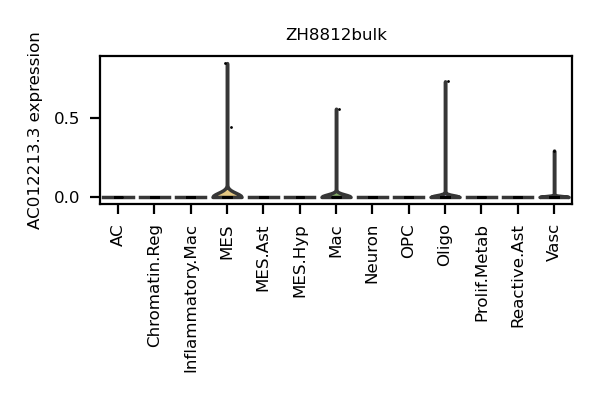 ZH8812bulk
AC012213.3 expression
0.5
0.0
AC
Chromatin.Reg
Inflammatory.Mac
MES
MES.Ast
MES.Hyp
Mac
Neuron
OPC
Oligo
Prolif.Metab
Reactive.Ast
Vasc